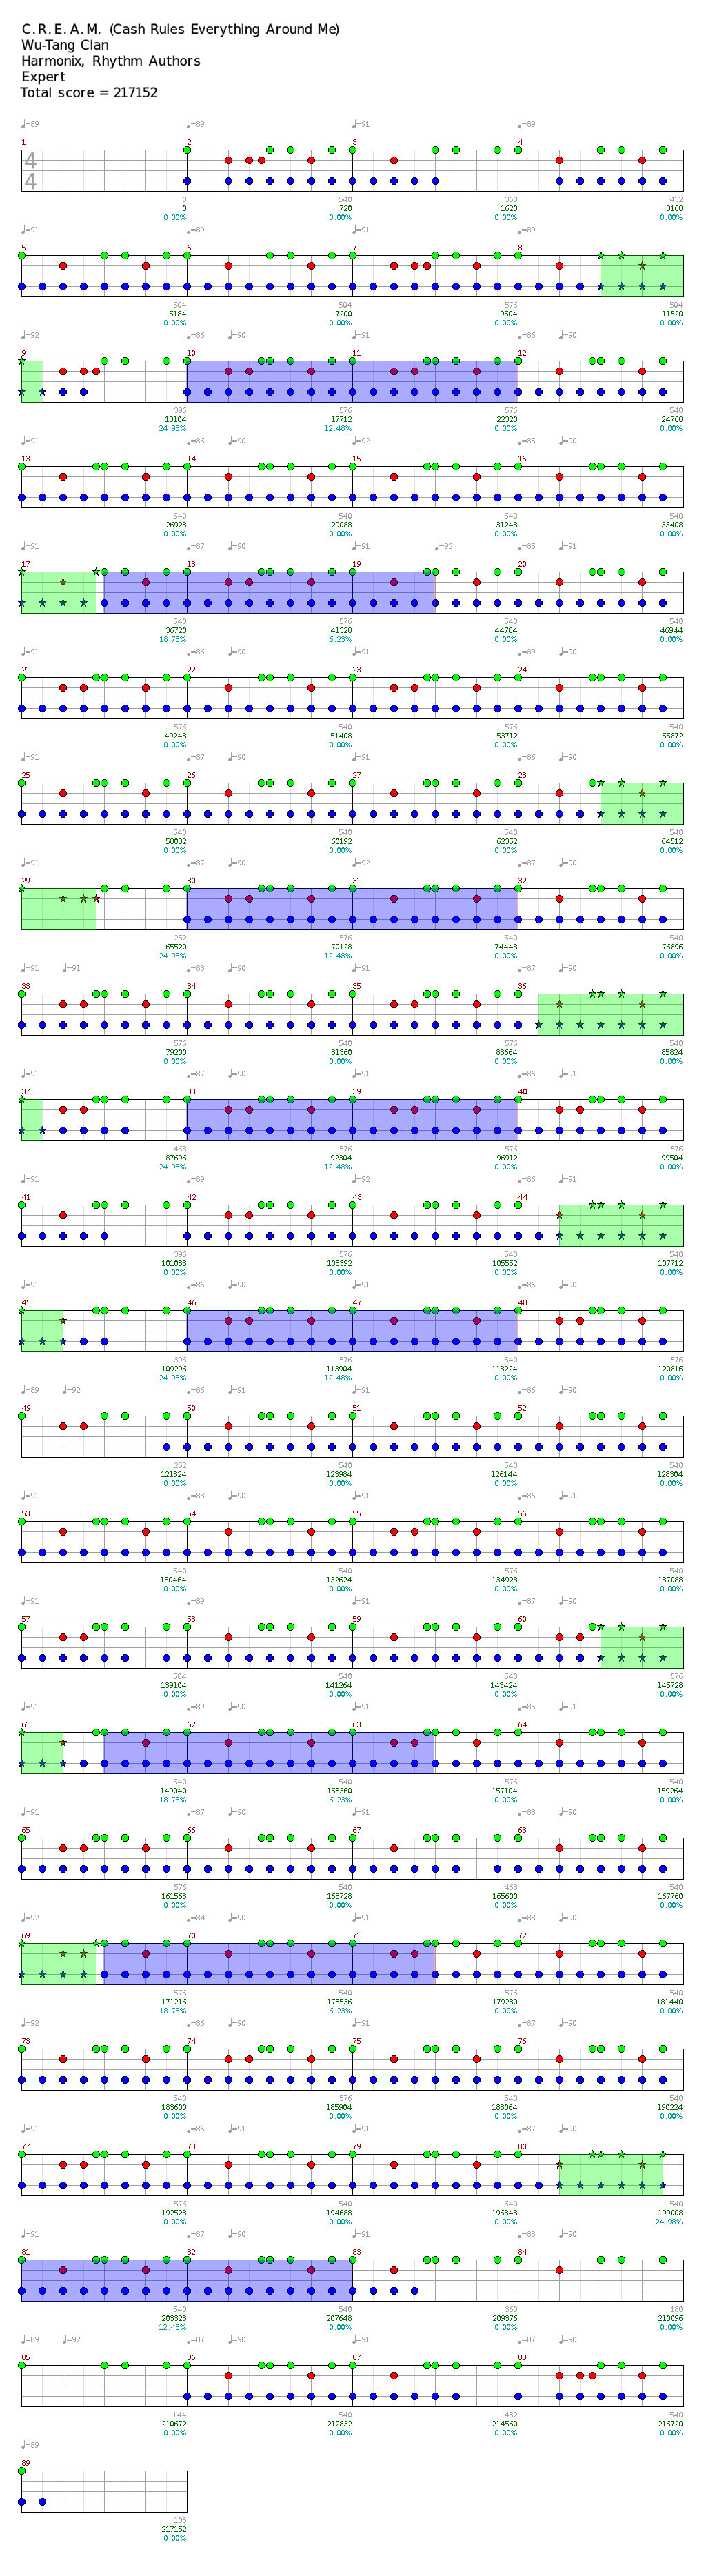 C.R.E.A.M. (Cash Rules Everything Around Me)
Wu-Tang Clan
Harmonix, Rhythm Authors
Expert
Total score = 217152
♩=89 ♩=89 ♩=91 ♩=89
1 2 3 4
4
4
0 540 360 432
0 720 1620 3168
0.00% 0.00% 0.00% 0.00%
♩=91 ♩=89 ♩=91 ♩=89
5 6 7 8
504 504 576 504
5184 7200 9504 11520
0.00% 0.00% 0.00% 0.00%
♩=92 ♩=86 ♩=90 ♩=91 ♩=89
9 10 11 12
396 576 576 540
13104 17712 22320 24768
24.98% 12.48% 0.00% 0.00%
♩=91 ♩=86 ♩=90 ♩=92 ♩=85 ♩=90
13 14 15 16
540 540 540 540
26928 29088 31248 33408
0.00% 0.00% 0.00% 0.00%
♩=91 ♩=87 ♩=90 ♩=91 ♩=92 ♩=85 ♩=90
17 18 19 20
540 576 540 540
36720 41328 44784 46944
18.73% 6.23% 0.00% 0.00%
♩=91 ♩=86 ♩=90 ♩=91 ♩=89
21 22 23 24
576 540 576 540
49248 51408 53712 55872
0.00% 0.00% 0.00% 0.00%
♩=91 ♩=87 ♩=90 ♩=91 ♩=86 ♩=90
25 26 27 28
540 540 540 540
58032 60192 62352 64512
0.00% 0.00% 0.00% 0.00%
♩=91 ♩=87 ♩=90 ♩=92 ♩=87 ♩=90
29 30 31 32
252 576 540 540
65520 70128 74448 76896
24.98% 12.48% 0.00% 0.00%
♩=91 ♩=91 ♩=88 ♩=90 ♩=91 ♩=87 ♩=90
33 34 35 36
576 540 576 540
79200 81360 83664 85824
0.00% 0.00% 0.00% 0.00%
♩=91 ♩=87 ♩=90 ♩=91 ♩=86 ♩=91
37 38 39 40
468 576 576 576
87696 92304 96912 99504
24.98% 12.48% 0.00% 0.00%
♩=91 ♩=89 ♩=92 ♩=86 ♩=91
41 42 43 44
396 576 540 540
101088 103392 105552 107712
0.00% 0.00% 0.00% 0.00%
♩=91 ♩=86 ♩=90 ♩=91 ♩=86 ♩=90
45 46 47 48
396 576 540 576
109296 113904 118224 120816
24.98% 12.48% 0.00% 0.00%
♩=89 ♩=92 ♩=86 ♩=91 ♩=91 ♩=86 ♩=90
49 50 51 52
252 540 540 540
121824 123984 126144 128304
0.00% 0.00% 0.00% 0.00%
♩=91 ♩=88 ♩=90 ♩=91 ♩=86 ♩=91
53 54 55 56
540 540 576 540
130464 132624 134928 137088
0.00% 0.00% 0.00% 0.00%
♩=91 ♩=89 ♩=91 ♩=87 ♩=90
57 58 59 60
504 540 540 576
139104 141264 143424 145728
0.00% 0.00% 0.00% 0.00%
♩=91 ♩=89 ♩=90 ♩=91 ♩=85 ♩=91
61 62 63 64
540 540 576 540
149040 153360 157104 159264
18.73% 6.23% 0.00% 0.00%
♩=91 ♩=87 ♩=90 ♩=91 ♩=88 ♩=90
65 66 67 68
576 540 468 540
161568 163728 165600 167760
0.00% 0.00% 0.00% 0.00%
♩=92 ♩=84 ♩=90 ♩=91 ♩=88 ♩=90
69 70 71 72
576 540 576 540
171216 175536 179280 181440
18.73% 6.23% 0.00% 0.00%
♩=92 ♩=86 ♩=90 ♩=91 ♩=87 ♩=90
73 74 75 76
540 576 540 540
183600 185904 188064 190224
0.00% 0.00% 0.00% 0.00%
♩=91 ♩=86 ♩=91 ♩=91 ♩=87 ♩=90
77 78 79 80
576 540 540 540
192528 194688 196848 199008
0.00% 0.00% 0.00% 24.98%
♩=91 ♩=87 ♩=90 ♩=91 ♩=88 ♩=90
81 82 83 84
540 540 360 180
203328 207648 209376 210096
12.48% 0.00% 0.00% 0.00%
♩=89 ♩=92 ♩=87 ♩=90 ♩=91 ♩=87 ♩=90
85 86 87 88
144 540 432 540
210672 212832 214560 216720
0.00% 0.00% 0.00% 0.00%
♩=89
89
108
217152
0.00%